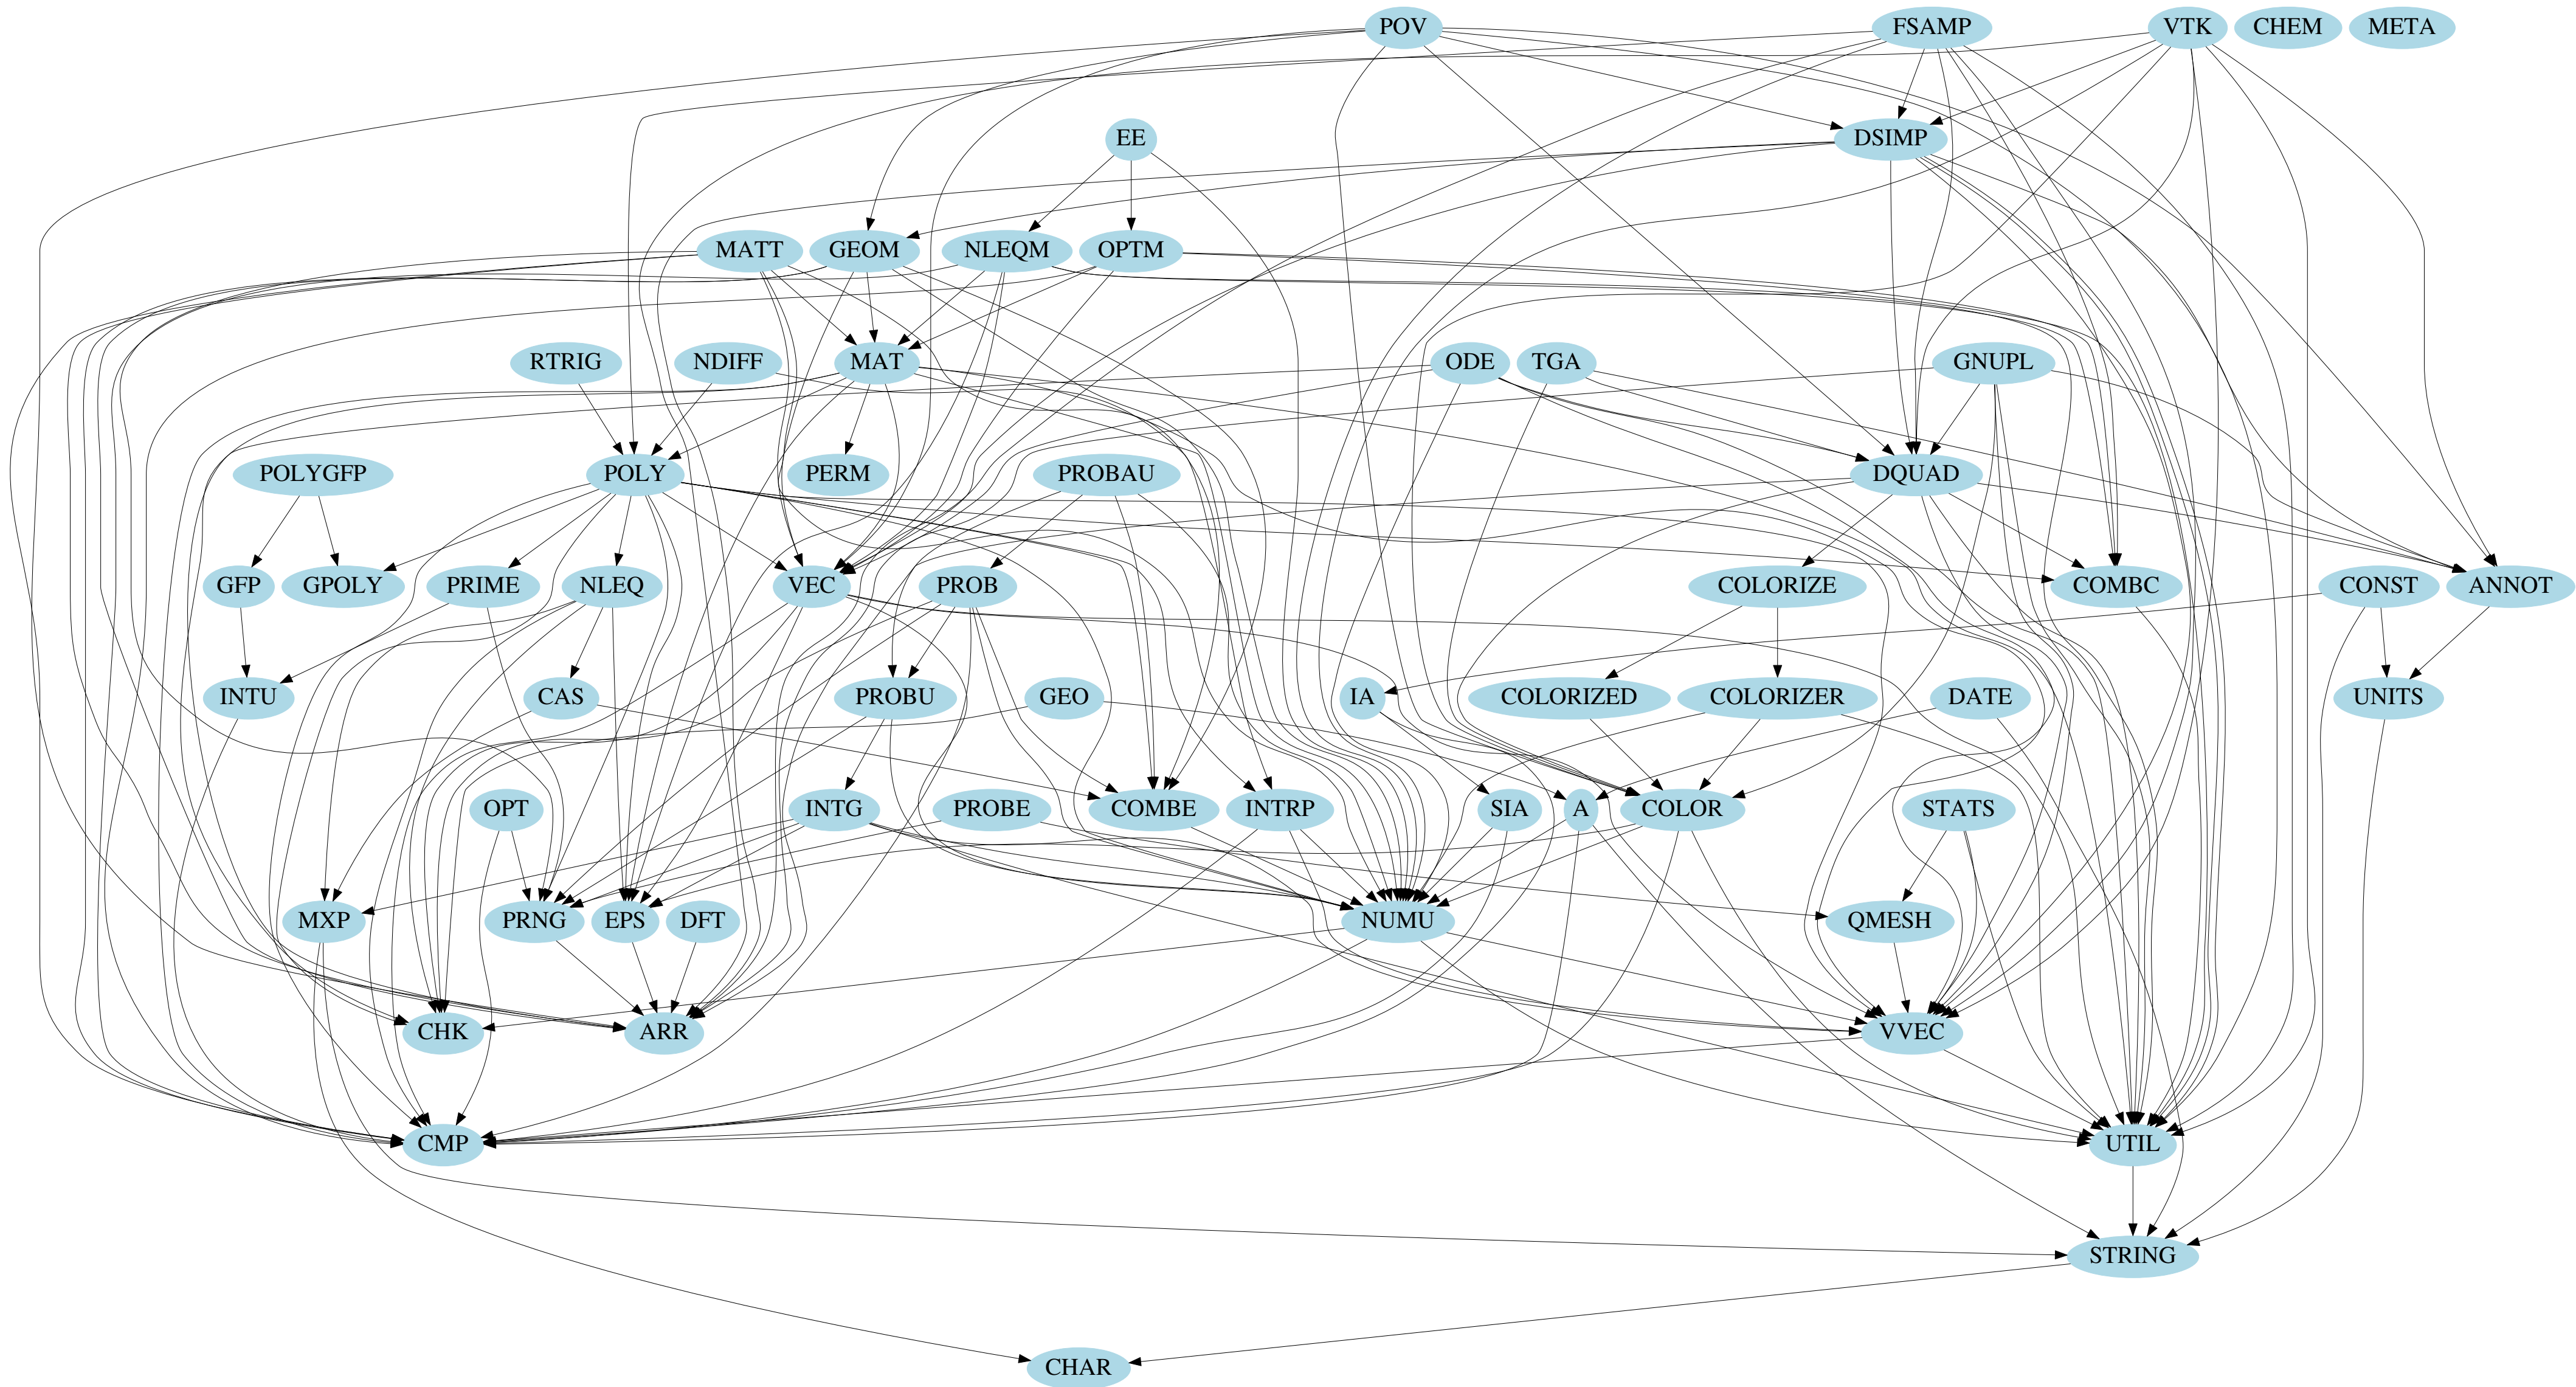 POV FSAMP VTK CHEM META
EE DSIMP
MATT GEOM NLEQM OPTM
RTRIG NDIFF MAT ODE TGA GNUPL
POLYGFP POLY PERM PROBAU DQUAD
GFP GPOLY PRIME NLEQ VEC PROB COLORIZE COMBC CONST ANNOT
INTU CAS PROBU GEO IA COLORIZED COLORIZER DATE UNITS
OPT INTG PROBE COMBE INTRP SIA A COLOR STATS
MXP PRNG EPS DFT NUMU QMESH
CHK ARR VVEC
CMP UTIL
STRING
CHAR